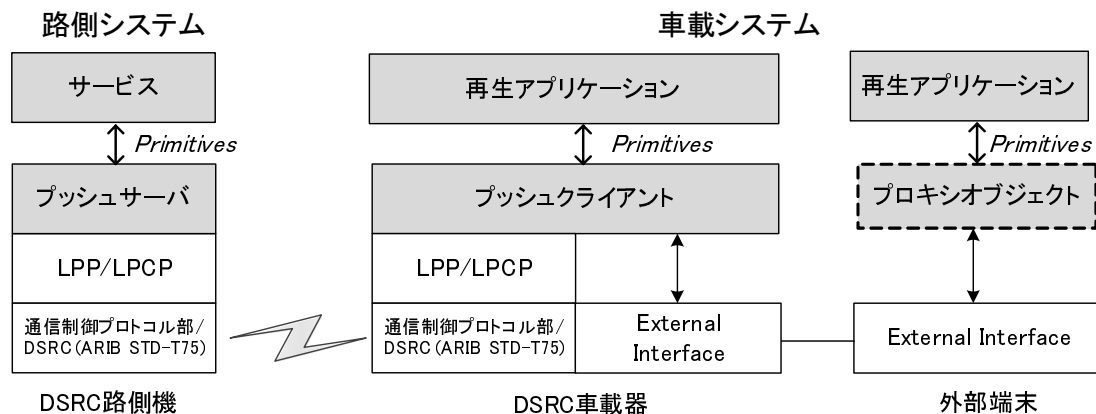 路側システム
車載システム
サービス
再生アプリケーション
再生アプリケーション
Primitives
Primitives
Primitives
プッシュサーバ
プッシュクライアント
プロキシオブジェクト
LPP/LPCP
LPP/LPCP
通信制御プロトコル部/
DSRC(ARIB STD-T75)
通信制御プロトコル部/
DSRC(ARIB STD-T75)
External
Interface
External Interface
DSRC路側機
DSRC車載器
外部端末